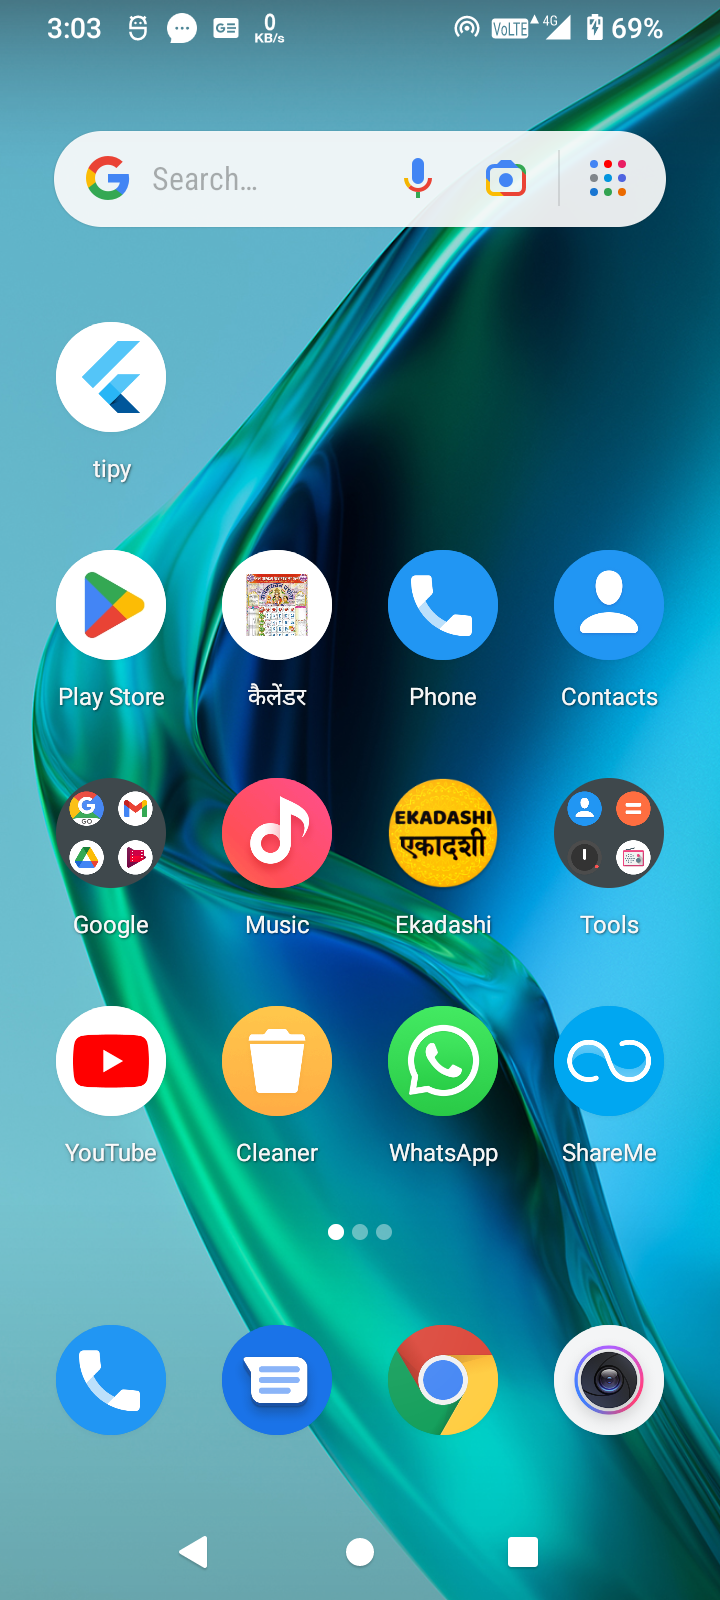 3:03
0
KB/s
VoLTE
4G
69%
Search...
tipy
Play Store
कैलेंडर
Phone
Contacts
GO
EKADASHI
एकादशी
Google
Music
Ekadashi
Tools
YouTube
Cleaner
WhatsApp
ShareMe